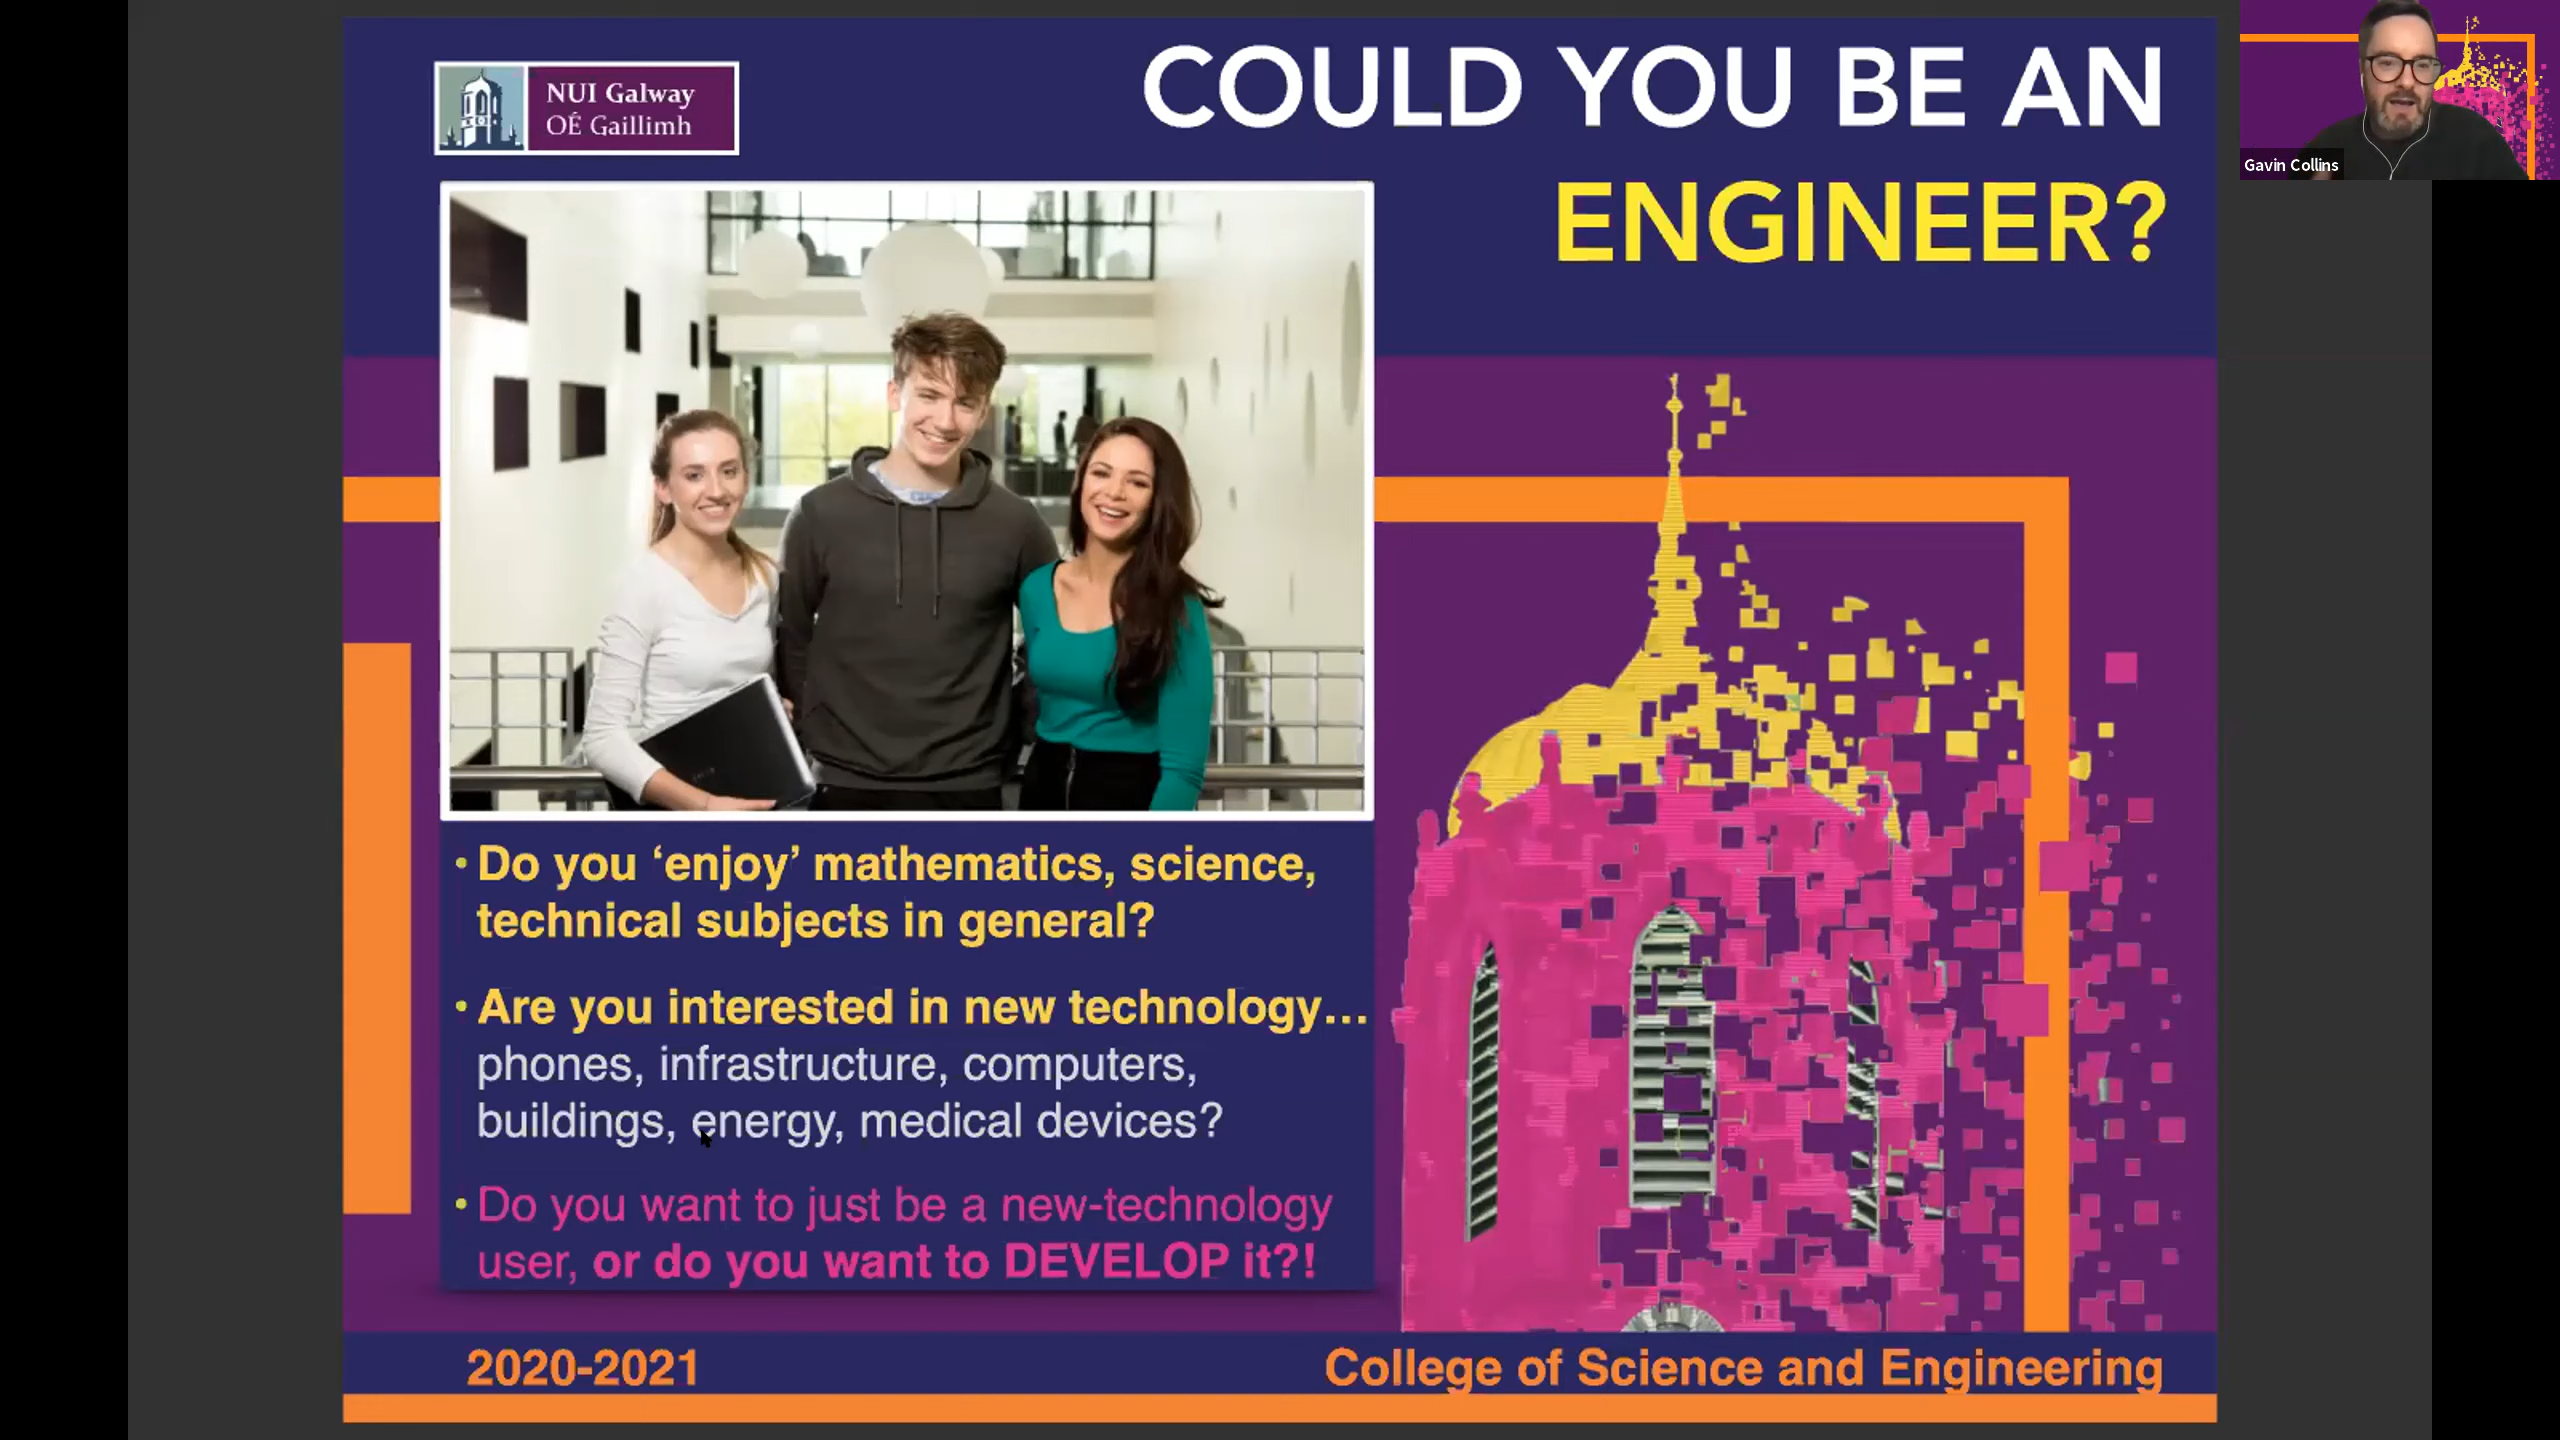 NUI Galway
OÉ Gaillimh
COULD YOU BE AN
ENGINEER?
Gavin Collins
• Do you ‘enjoy’ mathematics, science,
technical subjects in general?
• Are you interested in new technology…
phones, infrastructure, computers,
buildings, energy, medical devices?
• Do you want to just be a new-technology
user, or do you want to DEVELOP it?!
2020-2021
College of Science and Engineering